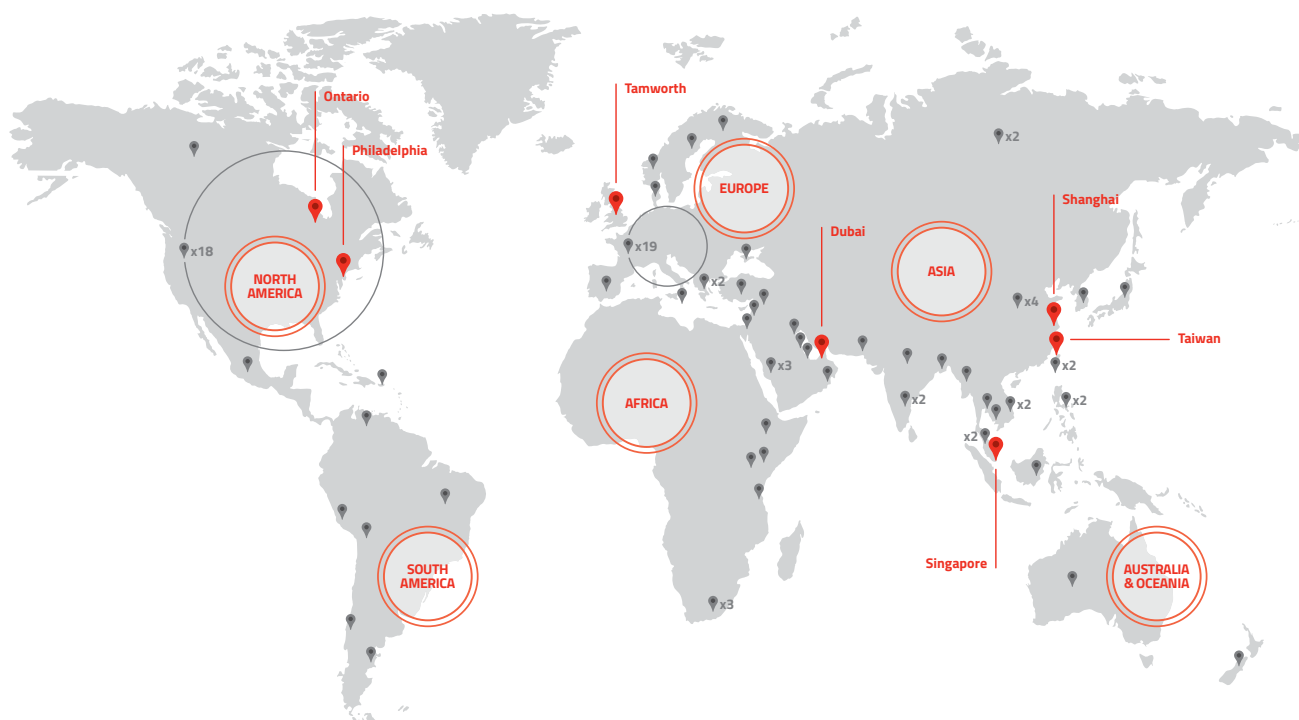 Ontario
Tamworth
Philadelphia
x2
EUROPE
Shanghai
Dubai
x18
x19
ASIA
NORTH
AMERICA
x2
x4
Taiwan
x3
x2
AFRICA
x2
x2
x2
x2
Singapore
SOUTH
AMERICA
AUSTRALIA
& OCEANIA
x3